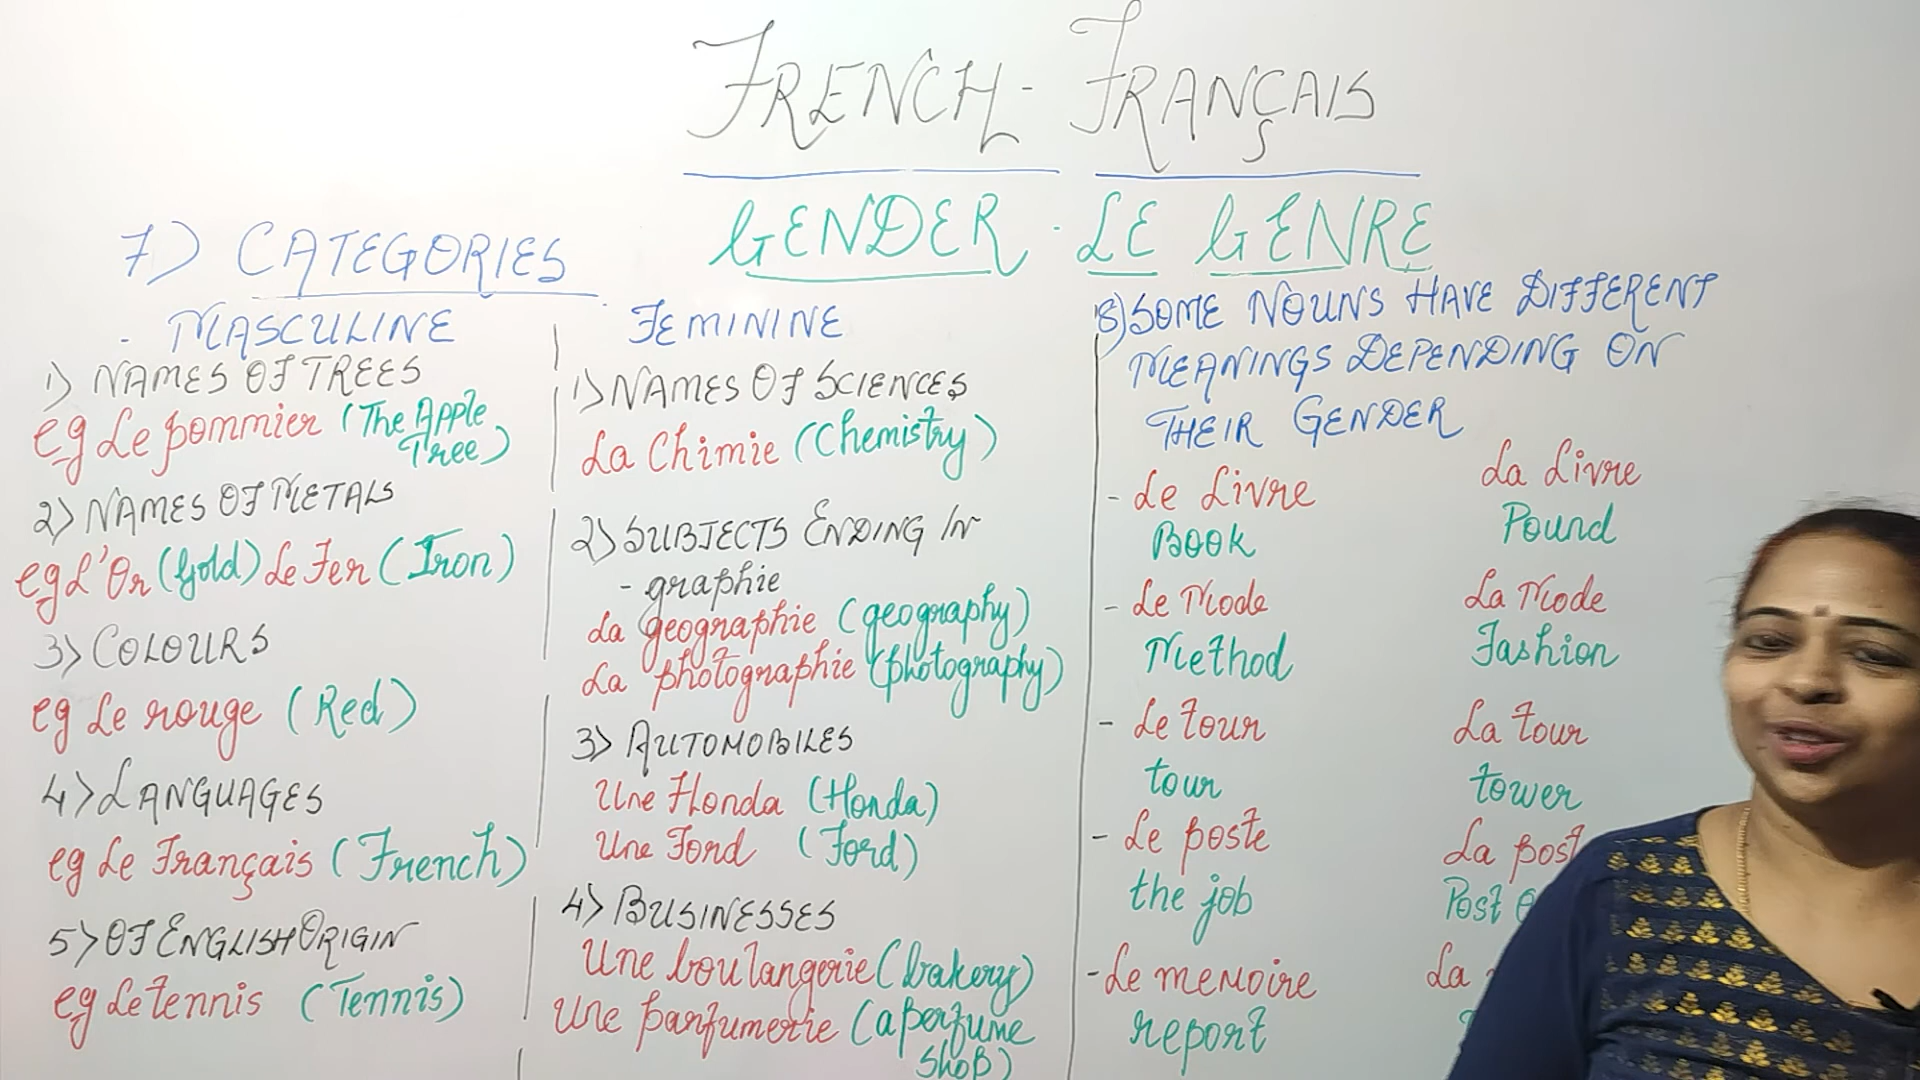 FRENCH - FRANÇAIS
GENDER - LE GENRE
7) CATEGORIES
- MASCULINE
1) NAMES OF TREES
eg Le pommier (The Apple
Tree)
2) NAMES OF METALS
eg L'Or (Gold) Le Fer (Iron)
3) COLOURS
eg Le rouge (Red)
4) LANGUAGES
eg Le Français (French)
5) OF ENGLISH ORIGIN
eg Le tennis (Tennis)
FEMININE
1) NAMES OF SCIENCES
La Chimie (Chemistry)
2) SUBJECTS ENDING IN
- graphie
La geographie (geography)
La photographie (photography)
3) AUTOMOBILES
Une Honda (Honda)
Une Ford (Ford)
4) BUSINESSES
Une boulangerie (bakery)
Une parfumerie (a perfume
shop)
8) SOME NOUNS HAVE DIFFERENT
MEANINGS DEPENDING ON
THEIR GENDER
- Le Livre La Livre
Book Pound
- Le Mode La Mode
Method Fashion
- Le tour La tour
tour tower
- Le poste La post
the job Post
- Le memoire La
report